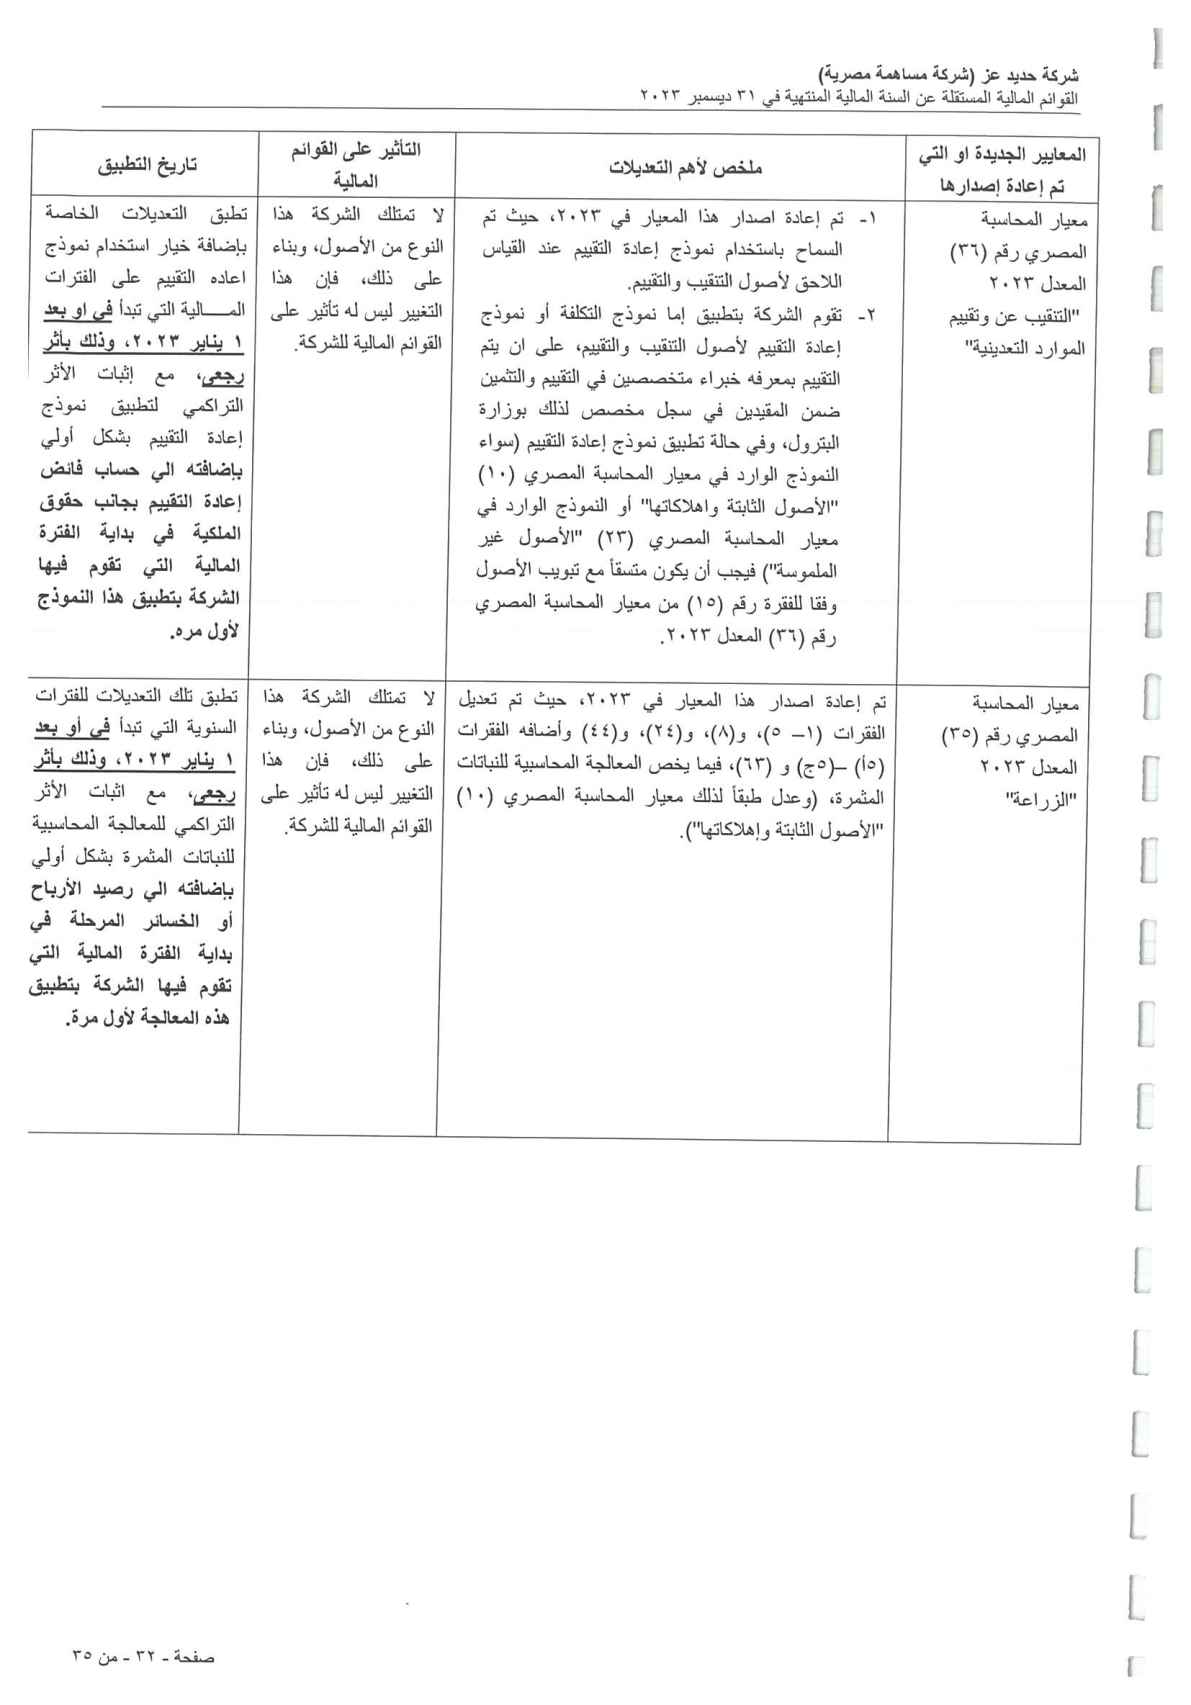 شركة حديد عز (شركة مساهمة مصرية)
القوائم المالية المستقلة عن السنة المالية المنتهية في ٣١ ديسمبر ٢٠٢٣
المعايير الجديدة او التي
تم إعادة إصدارها
ملخص لأهم التعديلات
التأثير على القوائم
المالية
تاريخ التطبيق
معيار المحاسبة
المصري رقم (٣٦)
المعدل ٢٠٢٣
"التنقيب عن وتقييم
الموارد التعدينية"
١- تم إعادة اصدار هذا المعيار في ٢٠٢٣، حيث تم
السماح باستخدام نموذج إعادة التقييم عند القياس
اللاحق لأصول التنقيب والتقييم.
٢- تقوم الشركة بتطبيق إما نموذج التكلفة أو نموذج
إعادة التقييم لأصول التنقيب والتقييم، على ان يتم
التقييم بمعرفه خبراء متخصصين في التقييم والتثمين
ضمن المقيدين في سجل مخصص لذلك بوزارة
البترول، وفي حالة تطبيق نموذج إعادة التقييم (سواء
النموذج الوارد في معيار المحاسبة المصري (١٠)
"الأصول الثابتة واهلاكاتها" أو النموذج الوارد في
معيار المحاسبة المصري (٢٣) "الأصول غير
الملموسة") فيجب أن يكون متسقاً مع تبويب الأصول
وفقا للفقرة رقم (١٥) من معيار المحاسبة المصري
رقم (٣٦) المعدل ٢٠٢٣.
لا تمتلك الشركة هذا
النوع من الأصول، وبناء
على ذلك، فإن هذا
التغيير ليس له تأثير على
القوائم المالية للشركة.
تطبق التعديلات الخاصة
بإضافة خيار استخدام نموذج
اعاده التقييم على الفترات
المالية التي تبدأ في او بعد
١ يناير ٢٠٢٣، وذلك بأثر
رجعي، مع إثبات الأثر
التراكمي لتطبيق نموذج
إعادة التقييم بشكل أولي
بإضافته الي حساب فائض
إعادة التقييم بجانب حقوق
الملكية في بداية الفترة
المالية التي تقوم فيها
الشركة بتطبيق هذا النموذج
لأول مره.
معيار المحاسبة
المصري رقم (٣٥)
المعدل ٢٠٢٣
"الزراعة"
تم إعادة اصدار هذا المعيار في ٢٠٢٣، حيث تم تعديل
الفقرات (١– ٥)، و(٨)، و(٢٤)، و(٤٤) وأضافه الفقرات
(٥أ) –(٥ج) و (٦٣)، فيما يخص المعالجة المحاسبية للنباتات
المثمرة، (وعدل طبقاً لذلك معيار المحاسبة المصري (١٠)
"الأصول الثابتة وإهلاكاتها").
لا تمتلك الشركة هذا
النوع من الأصول، وبناء
على ذلك، فإن هذا
التغيير ليس له تأثير على
القوائم المالية للشركة.
تطبق تلك التعديلات للفترات
السنوية التي تبدأ في أو بعد
١ يناير ٢٠٢٣، وذلك بأثر
رجعي، مع اثبات الأثر
التراكمي للمعالجة المحاسبية
للنباتات المثمرة بشكل أولي
بإضافته الي رصيد الأرباح
أو الخسائر المرحلة في
بداية الفترة المالية التي
تقوم فيها الشركة بتطبيق
هذه المعالجة لأول مرة.
صفحة - ٣٢ - من ٣٥